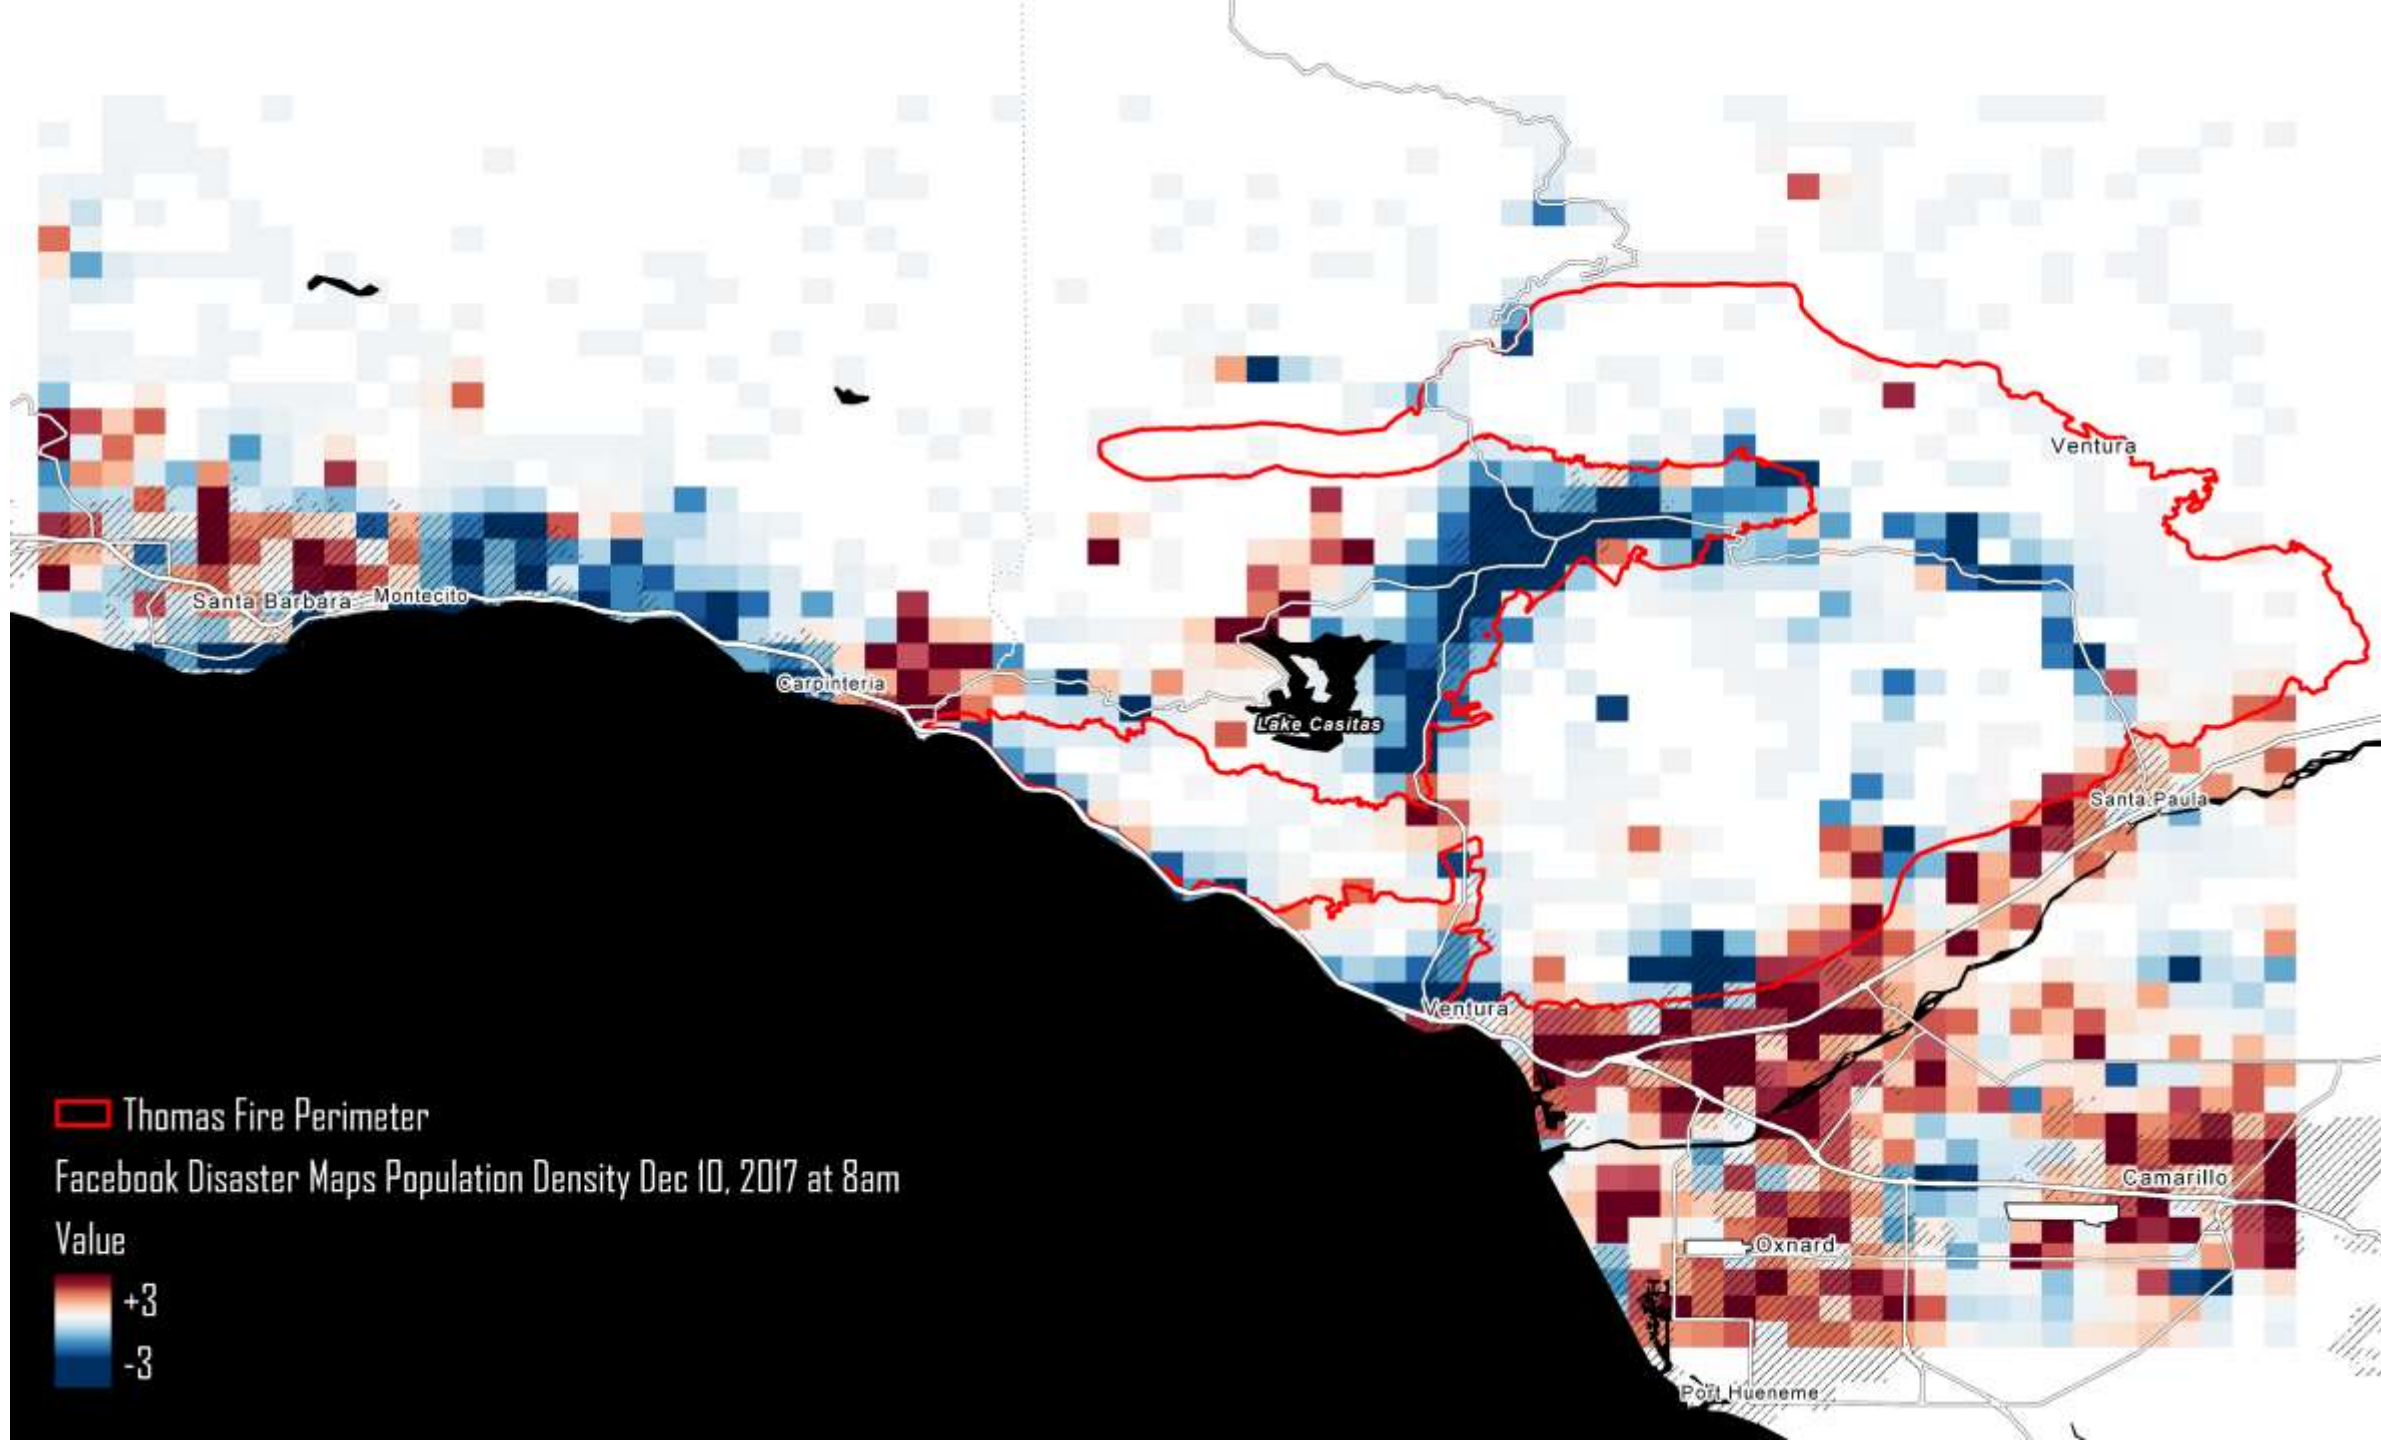 Ventura
Santa Barbara
Montecito
Carpinteria
Lake Casitas
Santa Paula
Ventura
Thomas Fire Perimeter
Facebook Disaster Maps Population Density Dec 10, 2017 at 8am
Camarillo
Value
Oxnard
+3
-3
Port Hueneme